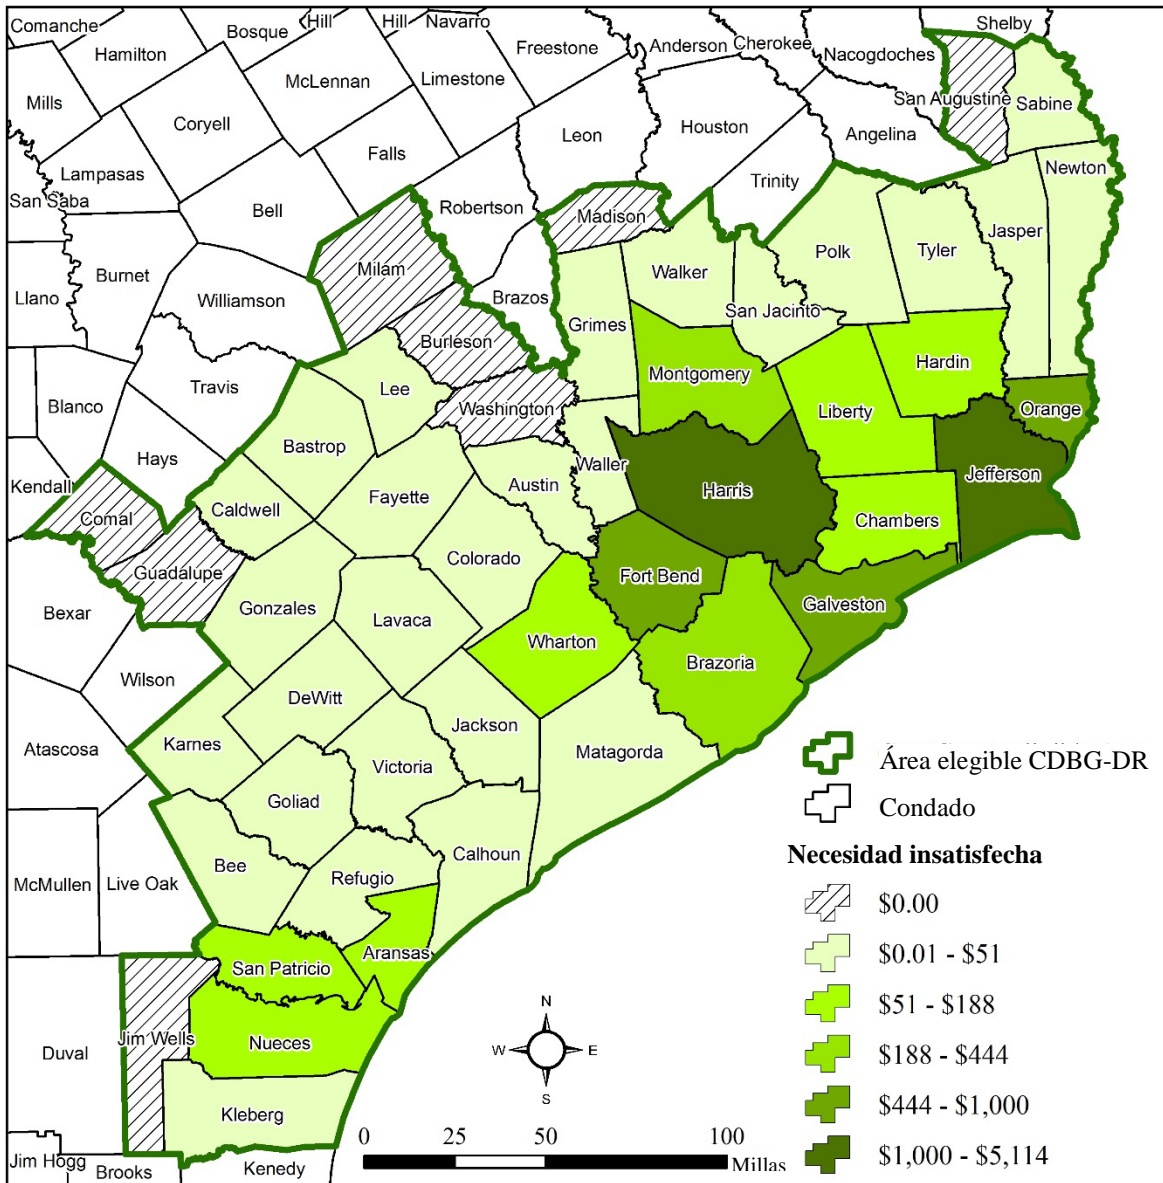 Comanche
Hill
Hill
Navarro
Shelby
Hamilton
Bosque
Freestone
Anderson
Cherokee
Nacogdoches
McLennan
Limestone
Mills
San Augustine
Sabine
Coryell
Leon
Houston
Angelina
Falls
Lampasas
Trinity
Newton
San Saba
Bell
Robertson
Madison
Jasper
Polk
Tyler
Burnet
Milam
Walker
Llano
Williamson
Brazos
San Jacinto
Grimes
Burleson
Hardin
Travis
Lee
Montgomery
Blanco
Washington
Liberty
Orange
Bastrop
Hays
Waller
Jefferson
Kendall
Fayette
Austin
Harris
Comal
Caldwell
Chambers
Colorado
Guadalupe
Fort Bend
Bexar
Gonzales
Galveston
Lavaca
Wharton
Brazoria
Wilson
DeWitt
Jackson
Karnes
Atascosa
Matagorda
Victoria
Goliad
Calhoun
Bee
Refugio
McMullen
Live Oak
Aransas
San Patricio
Jim Wells
Nueces
Duval
Kleberg
Jim Hogg
Brooks
Kenedy
Área elegible CDBG-DR
Condado
Necesidad insatisfecha
$0.00
$0.01 - $51
$51 - $188
$188 - $444
$444 - $1,000
$1,000 - $5,114
N
W E
S
0 25 50 100
Millas